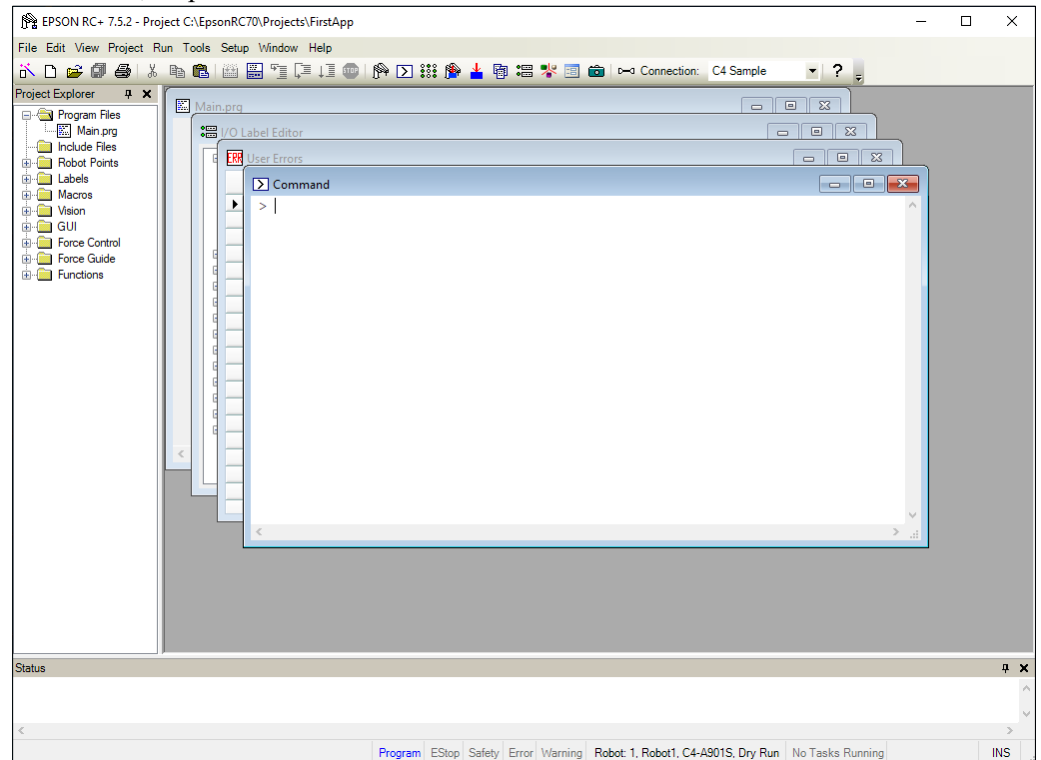 EPSON RC+ 7.5.2 - Project C:\EpsonRC70\Projects\FirstApp
File Edit View Project Run Tools Setup Window Help
STOP Connection: C4 Sample ?
Project Explorer
Program Files
Main.prg
Include Files
Robot Points
Labels
Macros
Vision
GUI
Force Control
Force Guide
Functions
Main.prg
I/O Label Editor
ERR User Errors
Command
>
Status
Program EStop Safety Error Warning Robot: 1, Robot1, C4-A901S, Dry Run No Tasks Running INS